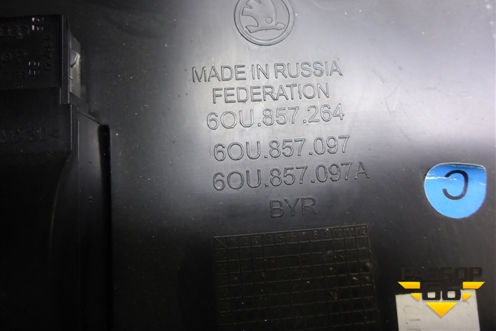 MADE IN RUSSIA
FEDERATION
6OU.857.264
6OU.857.097
6OU.857.097A
BYR
C